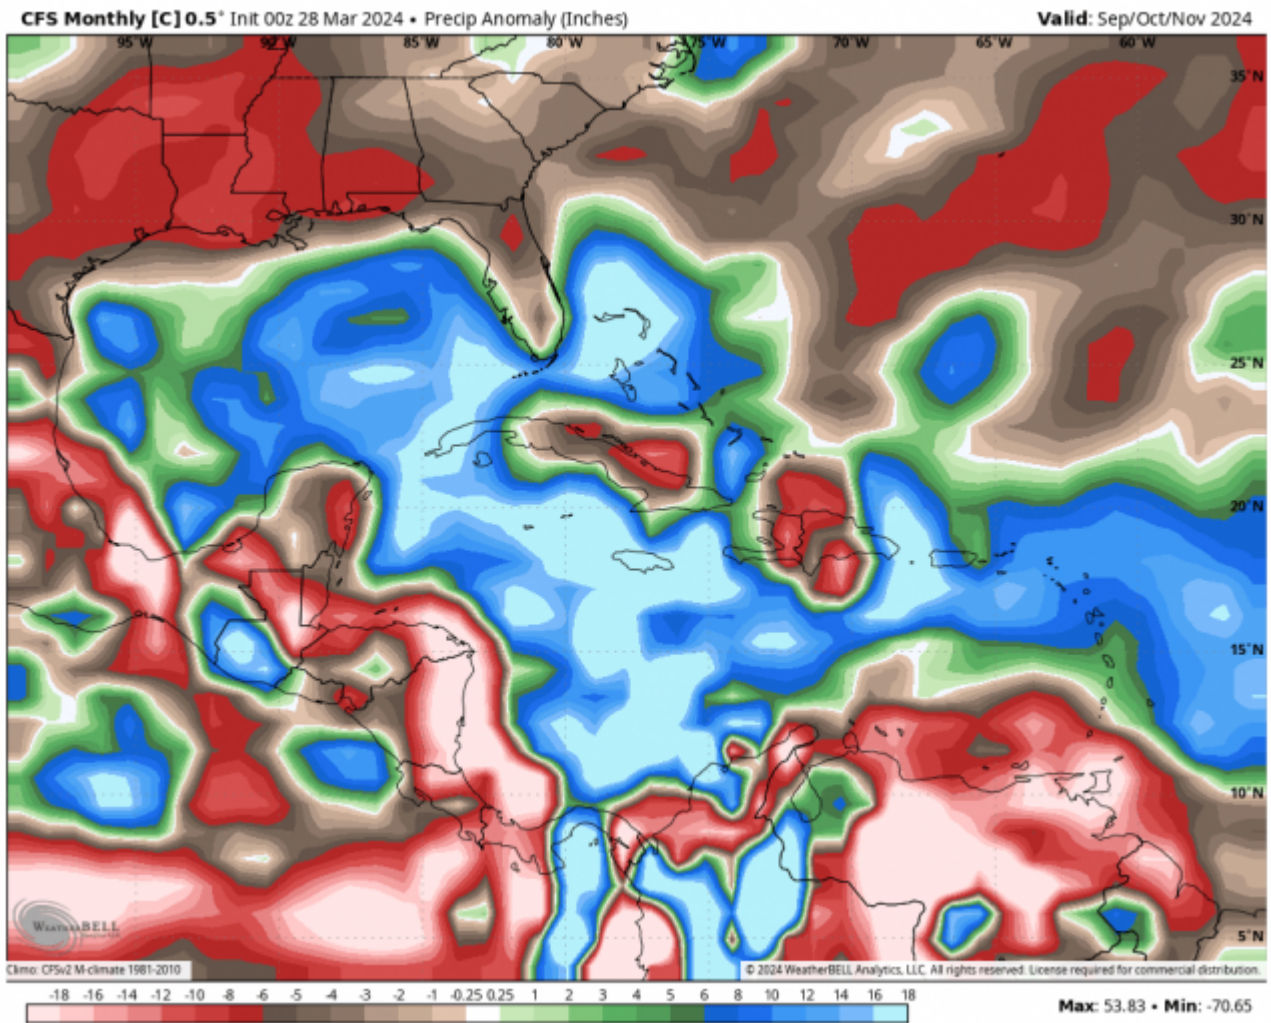 CFS Monthly [C] 0.5° Init 00z 28 Mar 2024 • Precip Anomaly (Inches)
Valid: Sep/Oct/Nov 2024
95°W 90°W 85°W 80°W 75°W 70°W 65°W 60°W
35°N
30°N
25°N
20°N
15°N
10°N
5°N
WEATHERBELL
Climo: CFSv2 M-climate 1981-2010
© 2024 WeatherBELL Analytics, LLC. All rights reserved. License required for commercial distribution.
-18 -16 -14 -12 -10 -8 -6 -5 -4 -3 -2 -1 -0.25 0.25 1 2 3 4 5 6 8 10 12 14 16 18
Max: 53.83 • Min: -70.65